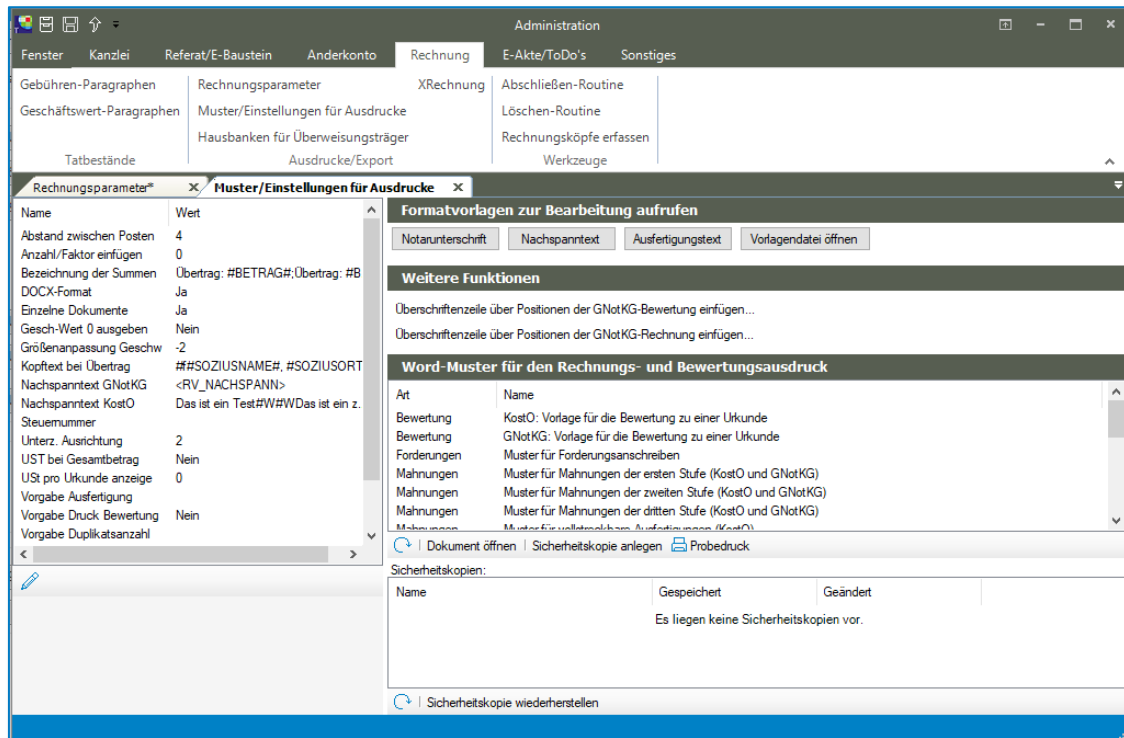 Administration
Fenster Kanzlei Referat/E-Baustein Anderkonto Rechnung E-Akte/ToDo's Sonstiges
Gebühren-Paragraphen
Geschäftswert-Paragraphen
Tatbestände
Rechnungsparameter XRechnung
Muster/Einstellungen für Ausdrucke
Hausbanken für Überweisungsträger
Ausdrucke/Export
Abschließen-Routine
Löschen-Routine
Rechnungsköpfe erfassen
Werkzeuge
Rechnungsparameter* x Muster/Einstellungen für Ausdrucke x
Name Wert
Abstand zwischen Posten 4
Anzahl/Faktor einfügen 0
Bezeichnung der Summen Übertrag: #BETRAG#;Übertrag: #B
DOCX-Format Ja
Einzelne Dokumente Ja
Gesch-Wert 0 ausgeben Nein
Größenanpassung Geschw -2
Kopftext bei Übertrag #f#SOZIUSNAME#, #SOZIUSORT
Nachspanntext GNotKG <RV_NACHSPANN>
Nachspanntext KostO Das ist ein Test#W#WDas ist ein z.
Steuernummer
Unterz. Ausrichtung 2
UST bei Gesamtbetrag Nein
USt pro Urkunde anzeige 0
Vorgabe Ausfertigung
Vorgabe Druck Bewertung Nein
Vorgabe Duplikatsanzahl
Formatvorlagen zur Bearbeitung aufrufen
Notarunterschrift Nachspanntext Ausfertigungstext Vorlagendatei öffnen
Weitere Funktionen
Überschriftenzeile über Positionen der GNotKG-Bewertung einfügen...
Überschriftenzeile über Positionen der GNotKG-Rechnung einfügen...
Word-Muster für den Rechnungs- und Bewertungsausdruck
Art Name
Bewertung KostO: Vorlage für die Bewertung zu einer Urkunde
Bewertung GNotKG: Vorlage für die Bewertung zu einer Urkunde
Forderungen Muster für Forderungsanschreiben
Mahnungen Muster für Mahnungen der ersten Stufe (KostO und GNotKG)
Mahnungen Muster für Mahnungen der zweiten Stufe (KostO und GNotKG)
Mahnungen Muster für Mahnungen der dritten Stufe (KostO und GNotKG)
Mahnungen Muster für vollstreckbare Ausfertigungen (KostO)
Dokument öffnen Sicherheitskopie anlegen Probedruck
Sicherheitskopien:
Name Gespeichert Geändert
Es liegen keine Sicherheitskopien vor.
Sicherheitskopie wiederherstellen